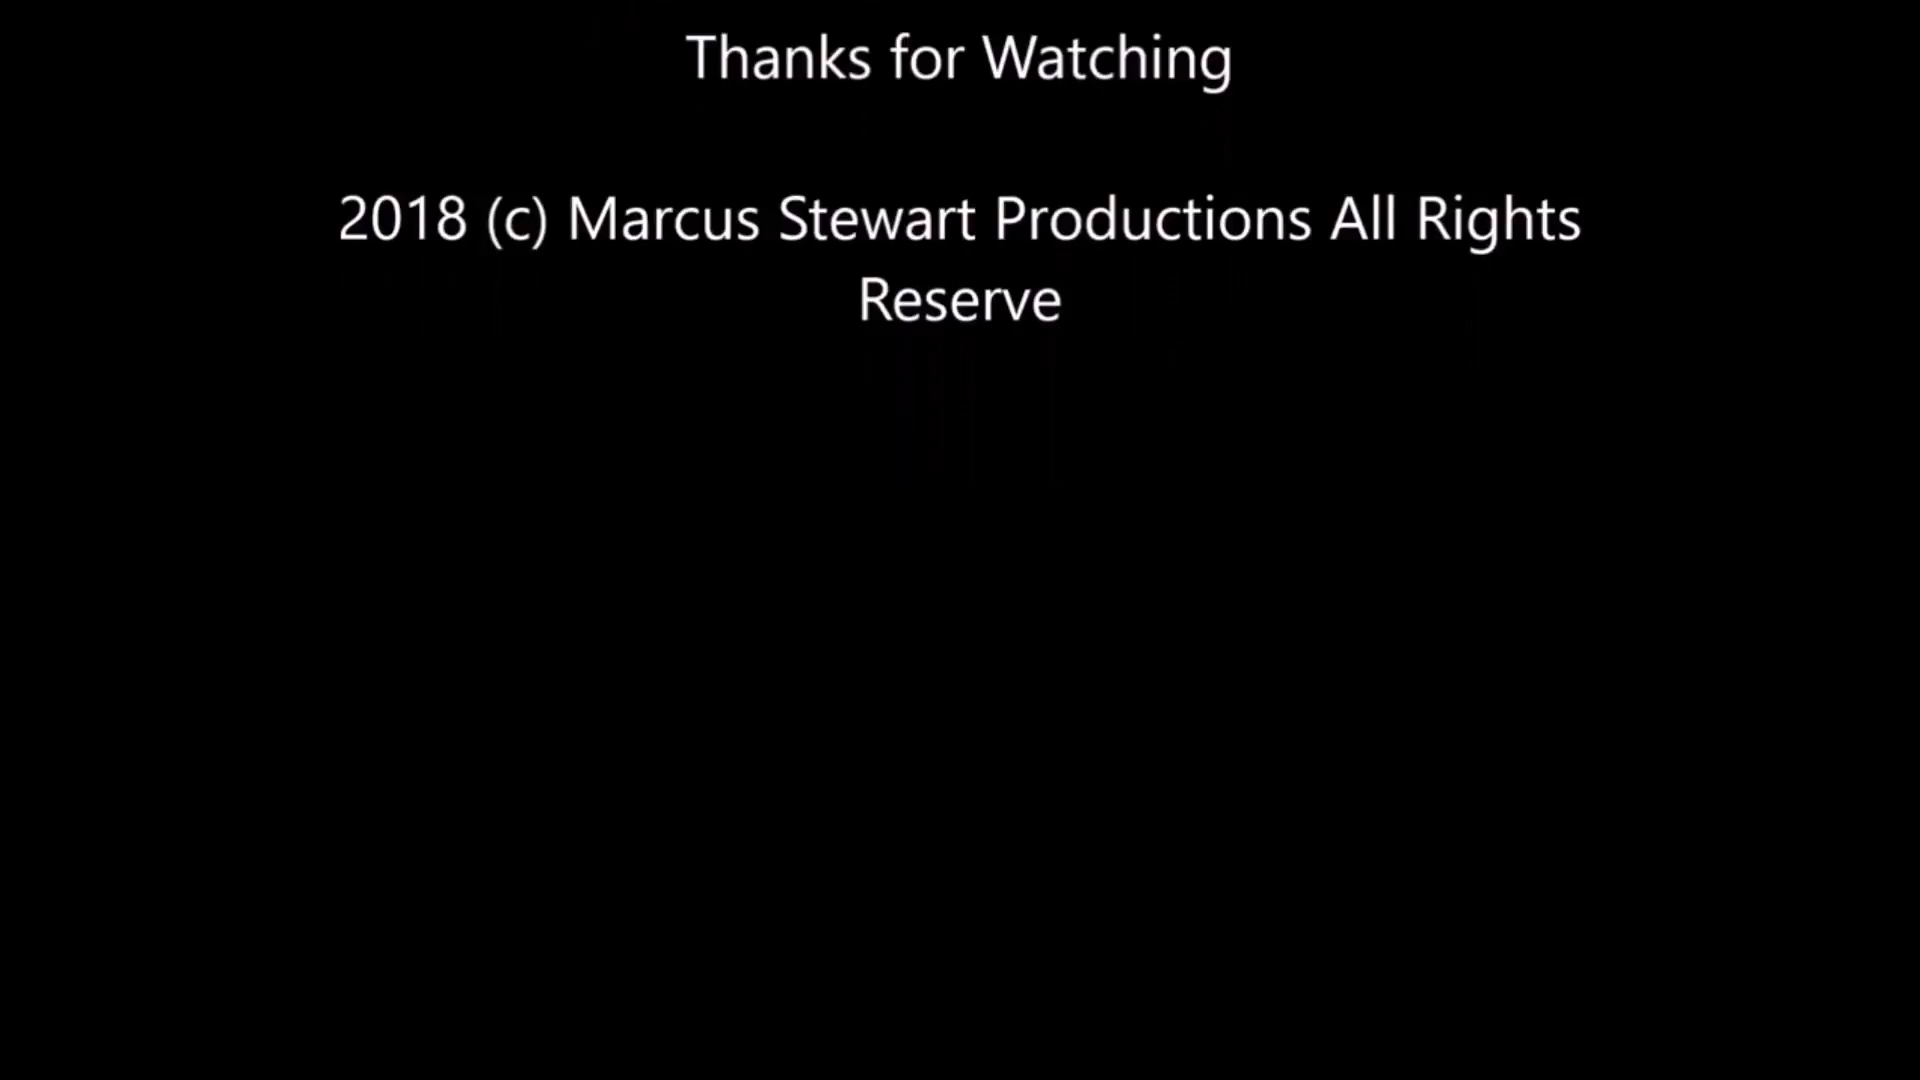 Thanks for Watching
2018 (c) Marcus Stewart Productions All Rights
Reserve